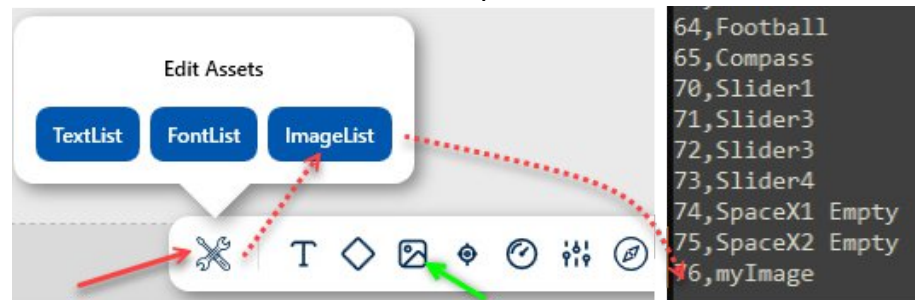 Edit Assets
TextList FontList ImageList
T
64,Football
65,Compass
70,Slider1
71,Slider3
72,Slider3
73,Slider4
74,SpaceX1 Empty
75,SpaceX2 Empty
76,myImage